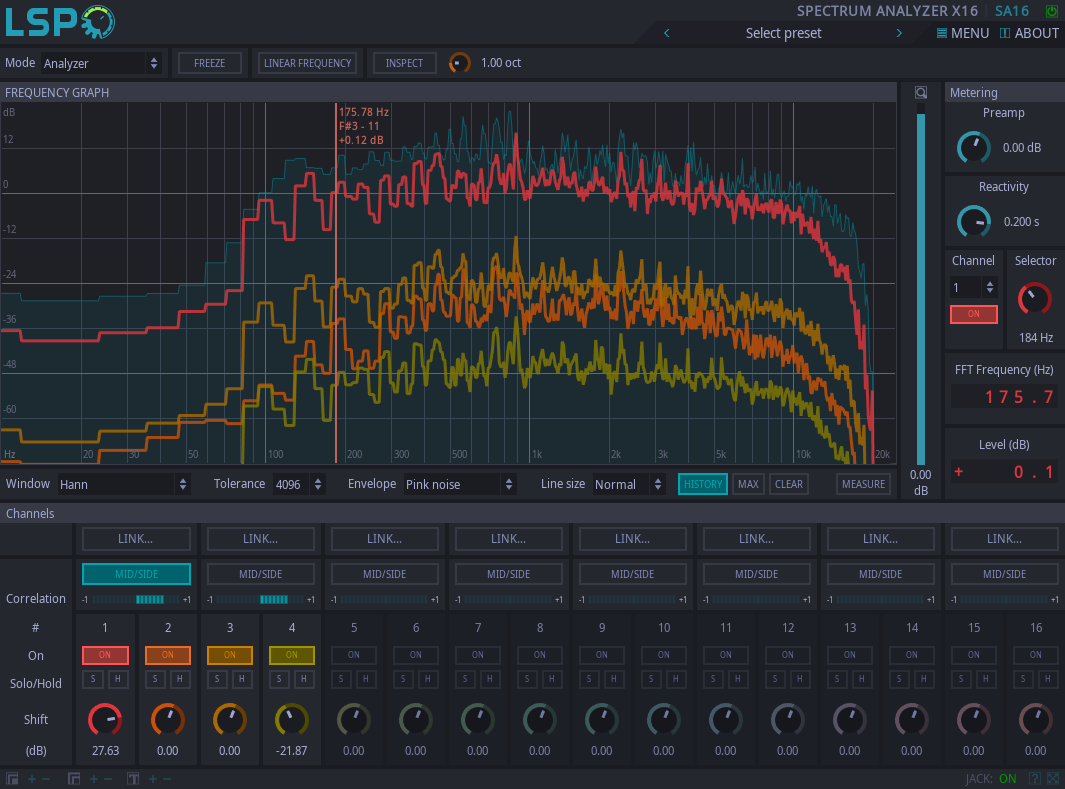 LSP
SPECTRUM ANALYZER X16 SA16
< Select preset > MENU ABOUT
Mode Analyzer FREEZE LINEAR FREQUENCY INSPECT 1.00 oct
FREQUENCY GRAPH
Metering
Preamp
0.00 dB
Reactivity
0.200 s
Channel Selector
1
ON
184 Hz
FFT Frequency (Hz)
175.7
Level (dB)
+ 0.1
dB
12
0
-12
-24
-36
-48
-60
175.78 Hz
F#3 - 11
+0.12 dB
Hz 20 30 50 100 200 300 500 1k 2k 3k 5k 10k 20k
0.00
dB
Window Hann Tolerance 4096 Envelope Pink noise Line size Normal HISTORY MAX CLEAR MEASURE
Channels
LINK... LINK... LINK... LINK... LINK... LINK... LINK... LINK...
MID/SIDE MID/SIDE MID/SIDE MID/SIDE MID/SIDE MID/SIDE MID/SIDE MID/SIDE
Correlation -1 +1 -1 +1 -1 +1 -1 +1 -1 +1 -1 +1 -1 +1 -1 +1
# 1 2 3 4 5 6 7 8 9 10 11 12 13 14 15 16
On ON ON ON ON ON ON ON ON ON ON ON ON ON ON ON ON
Solo/Hold S H S H S H S H S H S H S H S H S H S H S H S H S H S H S H S H
Shift
(dB) 27.63 0.00 0.00 -21.87 0.00 0.00 0.00 0.00 0.00 0.00 0.00 0.00 0.00 0.00 0.00 0.00
+ − + − T + − JACK: ON ?